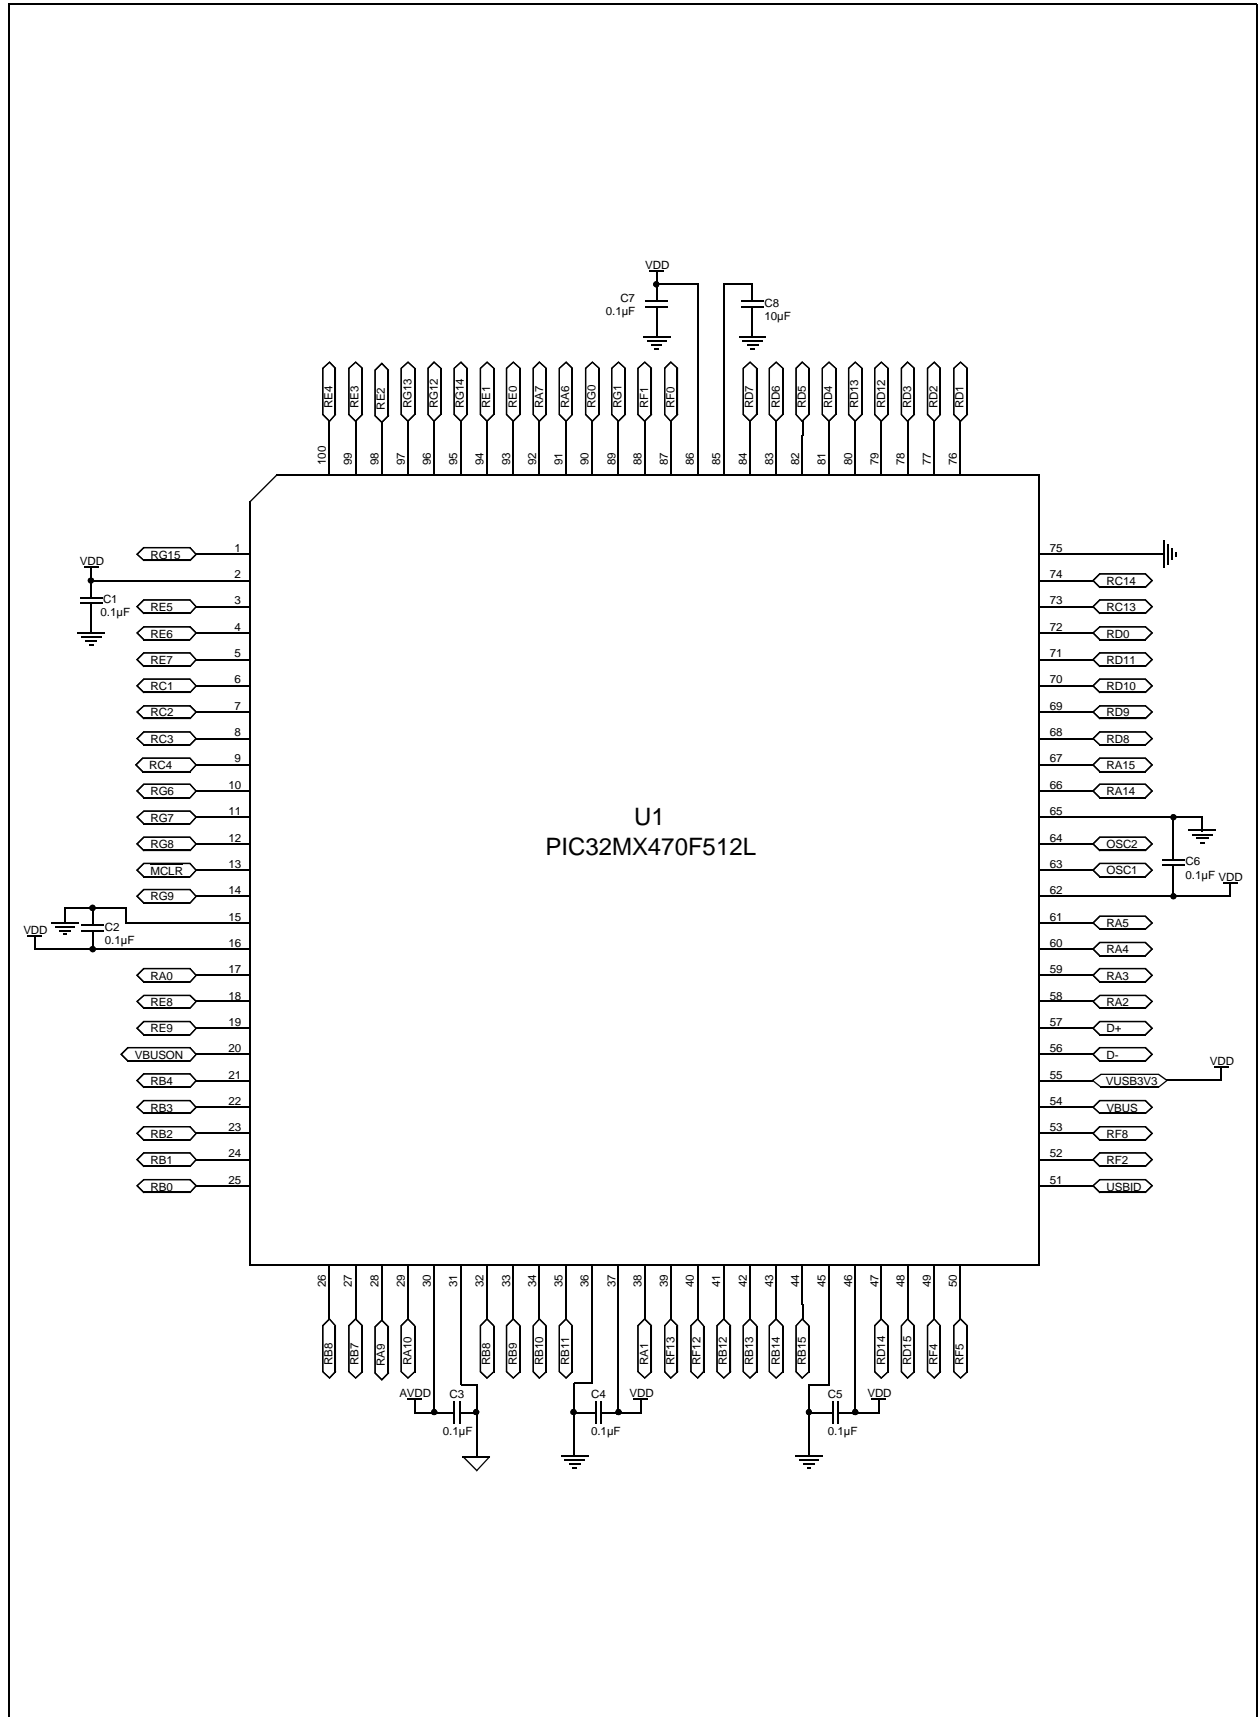 VDD
C7
0.1µF
C8
10µF
RE4
RE3
RE2
RG13
RG12
RG14
RE1
RE0
RA7
RA6
RG0
RG1
RF1
RF0
RD7
RD6
RD5
RD4
RD13
RD12
RD3
RD2
RD1
100
99
98
97
96
95
94
93
92
91
90
89
88
87
86
85
84
83
82
81
80
79
78
77
76
RG15 1
VDD
2
C1
0.1µF
RE5 3
RE6 4
RE7 5
RC1 6
RC2 7
RC3 8
RC4 9
RG6 10
RG7 11
RG8 12
MCLR 13
RG9 14
15
VDD
C2
0.1µF
16
RA0 17
RE8 18
RE9 19
VBUSON 20
RB4 21
RB3 22
RB2 23
RB1 24
RB0 25
U1
PIC32MX470F512L
75
74 RC14
73 RC13
72 RD0
71 RD11
70 RD10
69 RD9
68 RD8
67 RA15
66 RA14
65
64 OSC2
63 OSC1
C6
0.1µF
VDD
62
61 RA5
60 RA4
59 RA3
58 RA2
57 D+
56 D-
VDD
55 VUSB3V3
54 VBUS
53 RF8
52 RF2
51 USBID
26
27
28
29
30
31
32
33
34
35
36
37
38
39
40
41
42
43
44
45
46
47
48
49
50
RB8
RB7
RA9
RA10
RB8
RB9
RB10
RB11
RA1
RF13
RF12
RB12
RB13
RB14
RB15
RD14
RD15
RF4
RF5
AVDD
C3
0.1µF
C4
0.1µF
VDD
C5
0.1µF
VDD